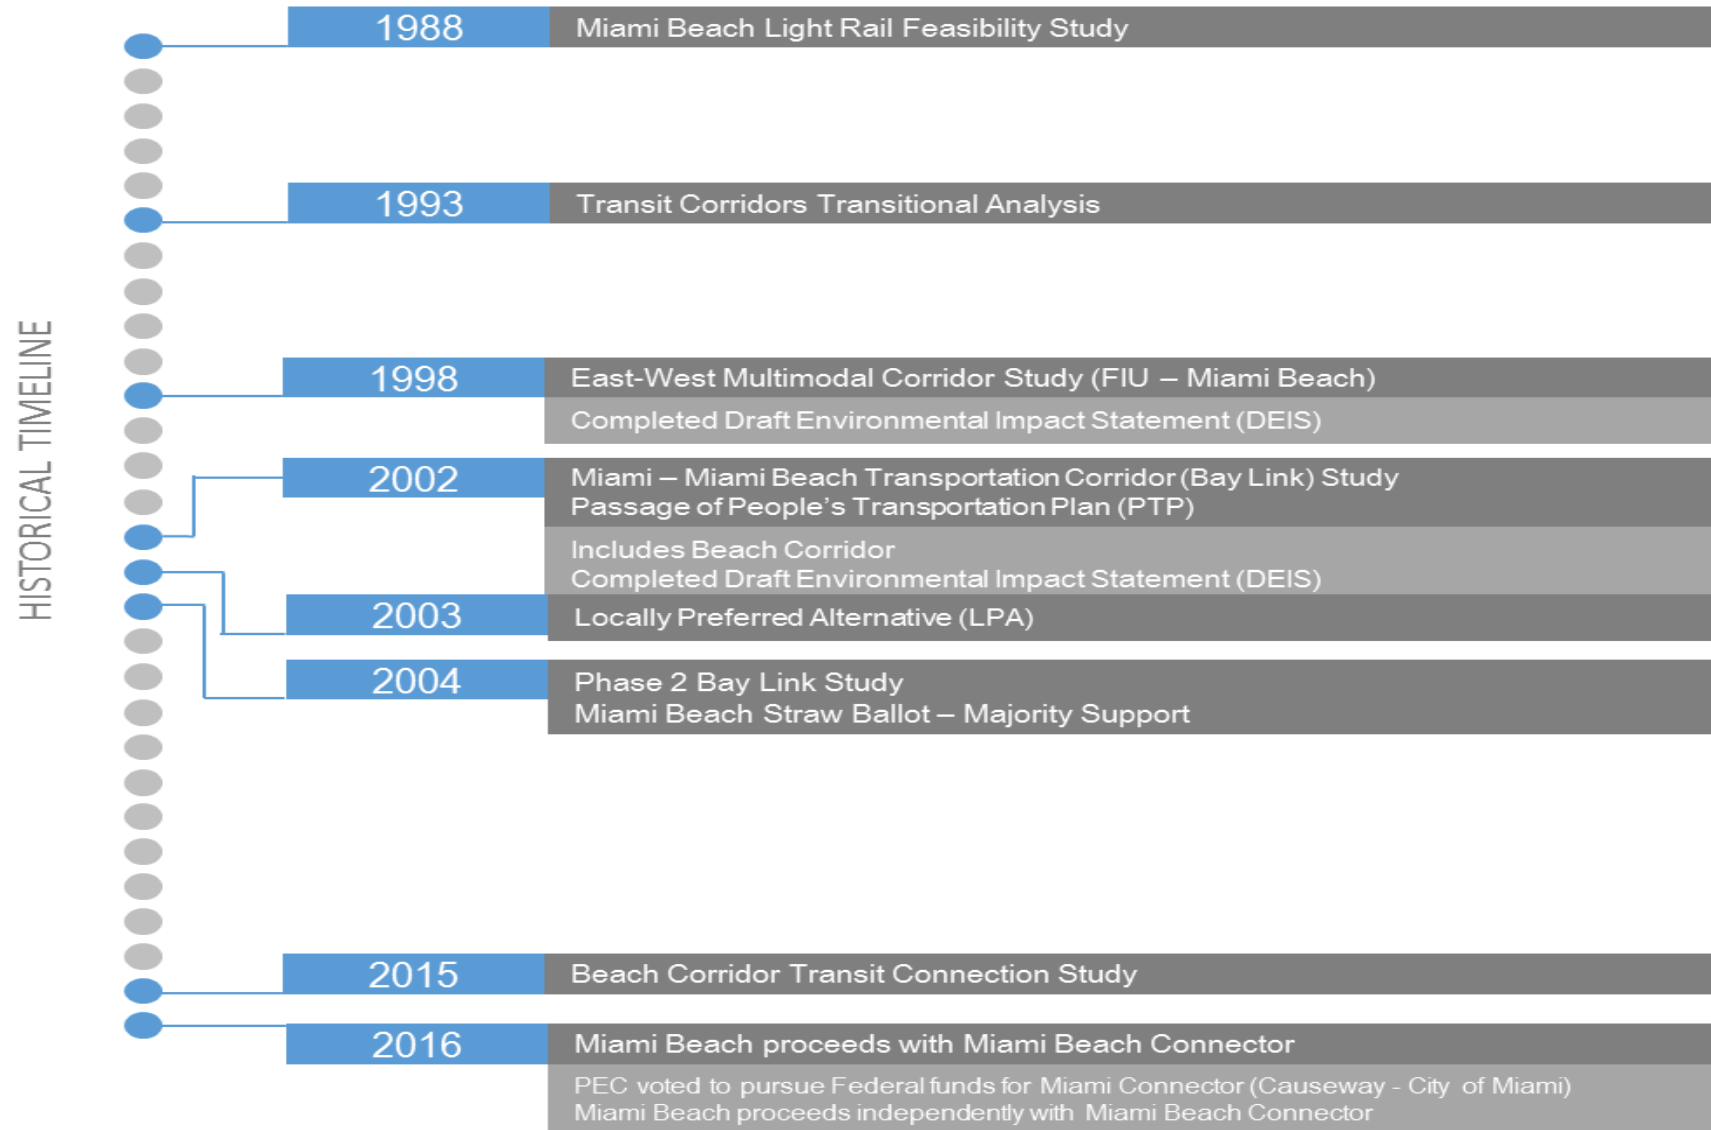 HISTORICAL TIMELINE
1988
Miami Beach Light Rail Feasibility Study
1993
Transit Corridors Transitional Analysis
1998
East-West Multimodal Corridor Study (FIU – Miami Beach)
Completed Draft Environmental Impact Statement (DEIS)
2002
Miami – Miami Beach Transportation Corridor (Bay Link) Study
Passage of People’s Transportation Plan (PTP)
Includes Beach Corridor
Completed Draft Environmental Impact Statement (DEIS)
2003
Locally Preferred Alternative (LPA)
2004
Phase 2 Bay Link Study
Miami Beach Straw Ballot – Majority Support
2015
Beach Corridor Transit Connection Study
2016
Miami Beach proceeds with Miami Beach Connector
PEC voted to pursue Federal funds for Miami Connector (Causeway - City of Miami)
Miami Beach proceeds independently with Miami Beach Connector